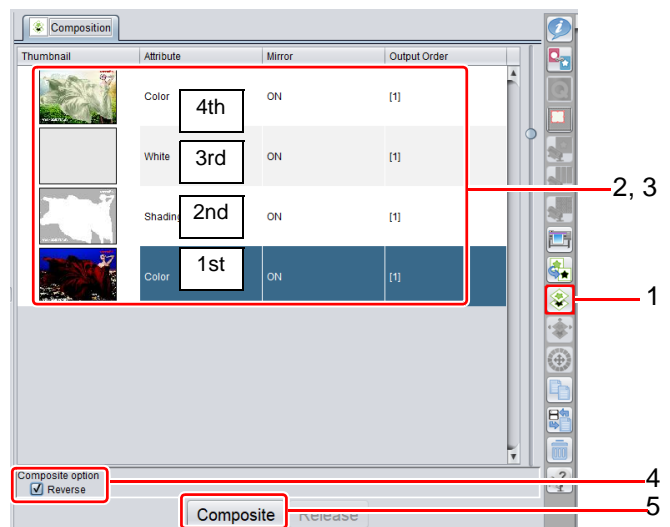 Composition
Thumbnail Attribute Mirror Output Order
Color 4th ON [1]
White 3rd ON [1]
Shading 2nd ON [1]
Color 1st ON [1]
2, 3
1
Composite option
Reverse
4
Composite Release
5